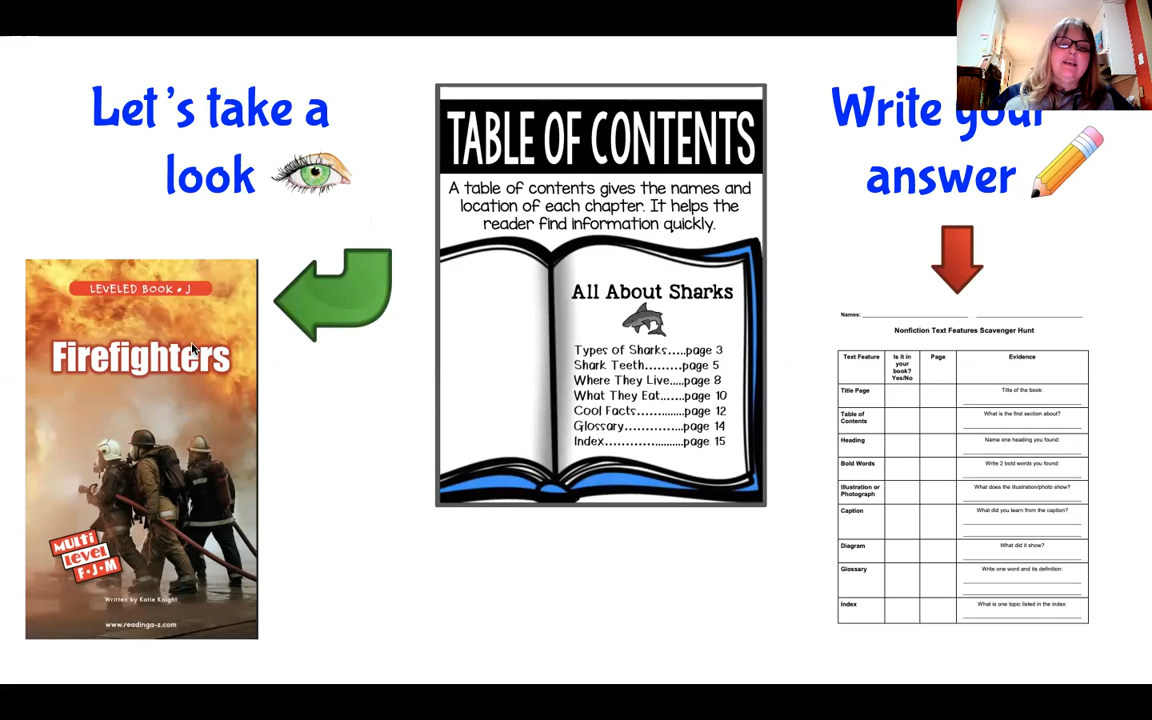 Let's take a
look
LEVELED BOOK • J
Firefighters
MULTI
LEVEL
F•J•M
Written by Katie Knight
www.readinga-z.com
TABLE OF CONTENTS
A table of contents gives the names and
location of each chapter. It helps the
reader find information quickly.
All About Sharks
Types of Sharks.....page 3
Shark Teeth.........page 5
Where They Live.....page 8
What They Eat.......page 10
Cool Facts..............page 12
Glossary...............page 14
Index......................page 15
Write your
answer
Names:
Nonfiction Text Features Scavenger Hunt
Text Feature Is it in your book? Yes/No Page Evidence
Title Page Title of the book:
Table of Contents What is the first section about?
Heading Name one heading you found:
Bold Words Write 2 bold words you found:
Illustration or Photograph What does the illustration/photo show?
Caption What did you learn from the caption?
Diagram What did it show?
Glossary Write one word and its definition:
Index What is one topic listed in the index: